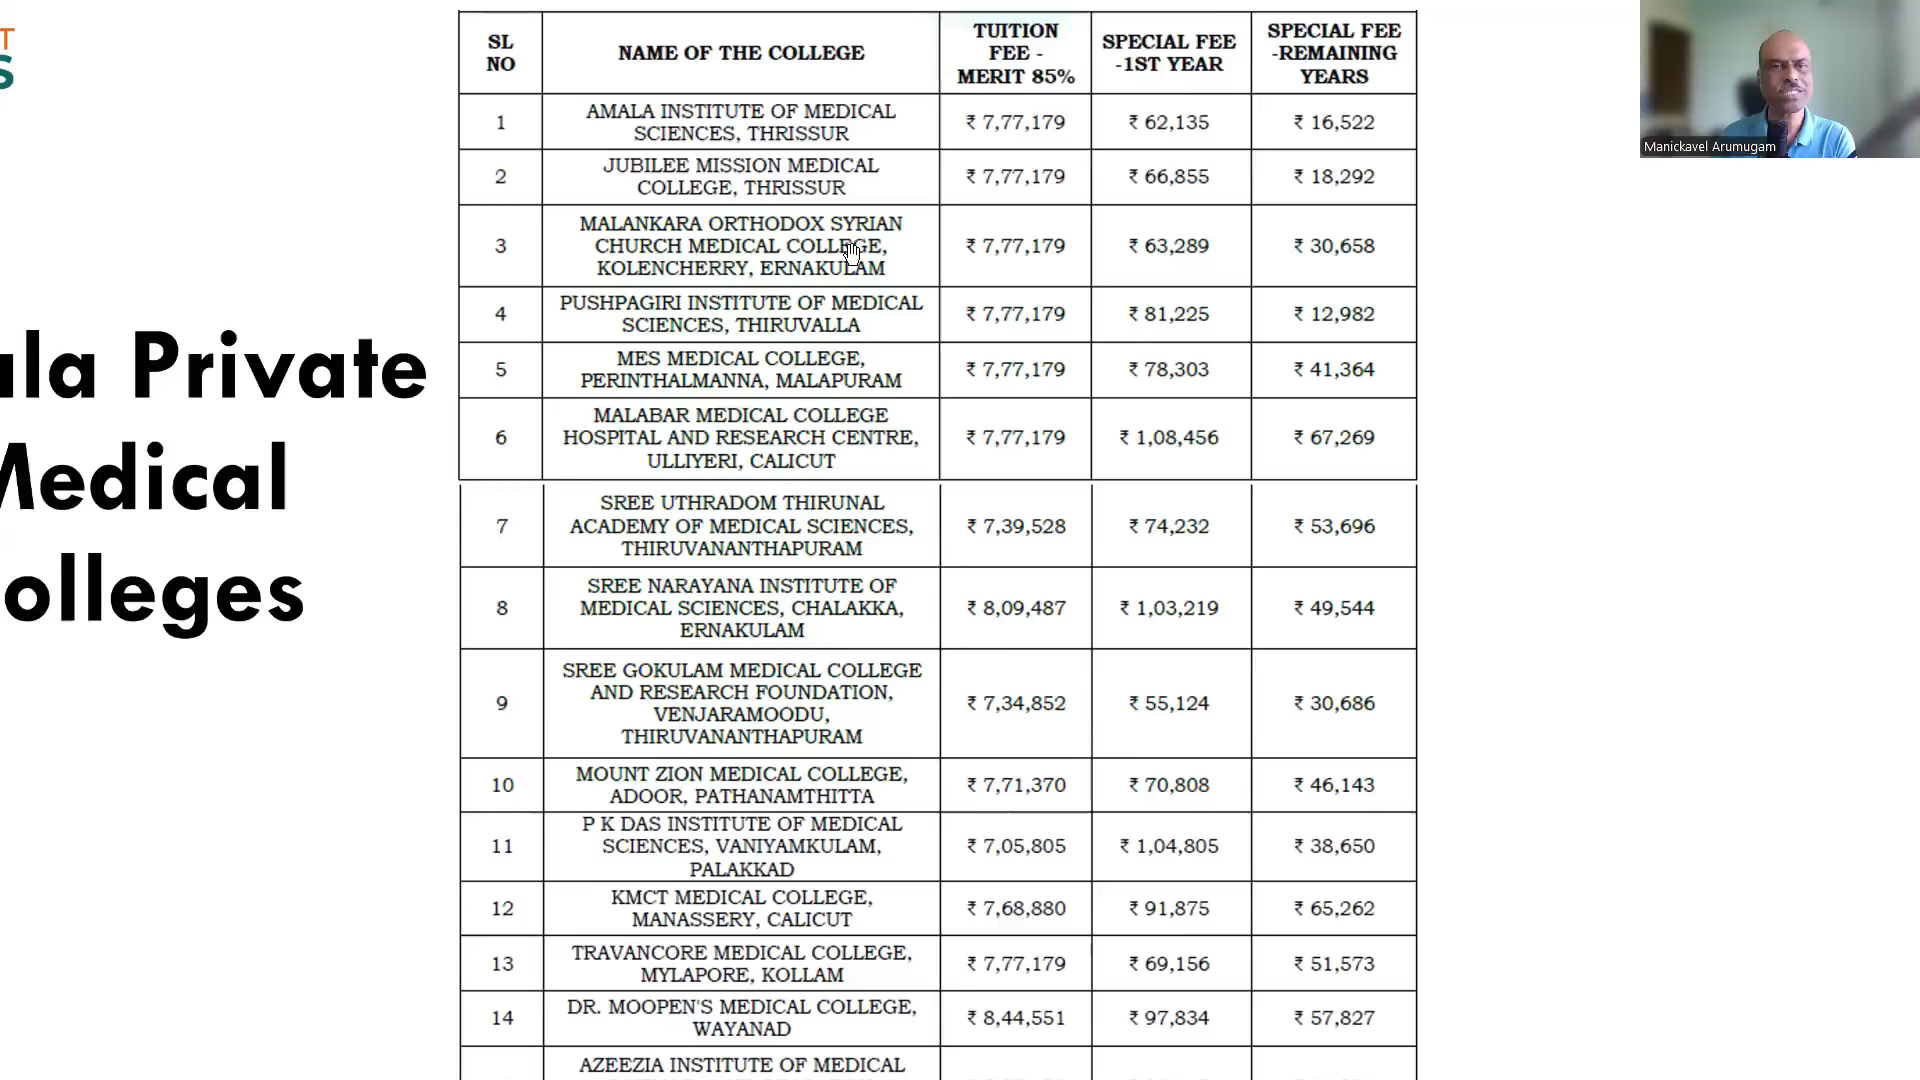 T
S
ala Private
Medical
olleges
SL
NO
NAME OF THE COLLEGE
TUITION
FEE -
MERIT 85%
SPECIAL FEE
-1ST YEAR
SPECIAL FEE
-REMAINING
YEARS
1
AMALA INSTITUTE OF MEDICAL
SCIENCES, THRISSUR
₹ 7,77,179
₹ 62,135
₹ 16,522
2
JUBILEE MISSION MEDICAL
COLLEGE, THRISSUR
₹ 7,77,179
₹ 66,855
₹ 18,292
3
MALANKARA ORTHODOX SYRIAN
CHURCH MEDICAL COLLEGE,
KOLENCHERRY, ERNAKULAM
₹ 7,77,179
₹ 63,289
₹ 30,658
4
PUSHPAGIRI INSTITUTE OF MEDICAL
SCIENCES, THIRUVALLA
₹ 7,77,179
₹ 81,225
₹ 12,982
5
MES MEDICAL COLLEGE,
PERINTHALMANNA, MALAPURAM
₹ 7,77,179
₹ 78,303
₹ 41,364
6
MALABAR MEDICAL COLLEGE
HOSPITAL AND RESEARCH CENTRE,
ULLIYERI, CALICUT
₹ 7,77,179
₹ 1,08,456
₹ 67,269
7
SREE UTHRADOM THIRUNAL
ACADEMY OF MEDICAL SCIENCES,
THIRUVANANTHAPURAM
₹ 7,39,528
₹ 74,232
₹ 53,696
8
SREE NARAYANA INSTITUTE OF
MEDICAL SCIENCES, CHALAKKA,
ERNAKULAM
₹ 8,09,487
₹ 1,03,219
₹ 49,544
9
SREE GOKULAM MEDICAL COLLEGE
AND RESEARCH FOUNDATION,
VENJARAMOODU,
THIRUVANANTHAPURAM
₹ 7,34,852
₹ 55,124
₹ 30,686
10
MOUNT ZION MEDICAL COLLEGE,
ADOOR, PATHANAMTHITTA
₹ 7,71,370
₹ 70,808
₹ 46,143
11
P K DAS INSTITUTE OF MEDICAL
SCIENCES, VANIYAMKULAM,
PALAKKAD
₹ 7,05,805
₹ 1,04,805
₹ 38,650
12
KMCT MEDICAL COLLEGE,
MANASSERY, CALICUT
₹ 7,68,880
₹ 91,875
₹ 65,262
13
TRAVANCORE MEDICAL COLLEGE,
MYLAPORE, KOLLAM
₹ 7,77,179
₹ 69,156
₹ 51,573
14
DR. MOOPEN'S MEDICAL COLLEGE,
WAYANAD
₹ 8,44,551
₹ 97,834
₹ 57,827
AZEEZIA INSTITUTE OF MEDICAL
Manickavel Arumugam